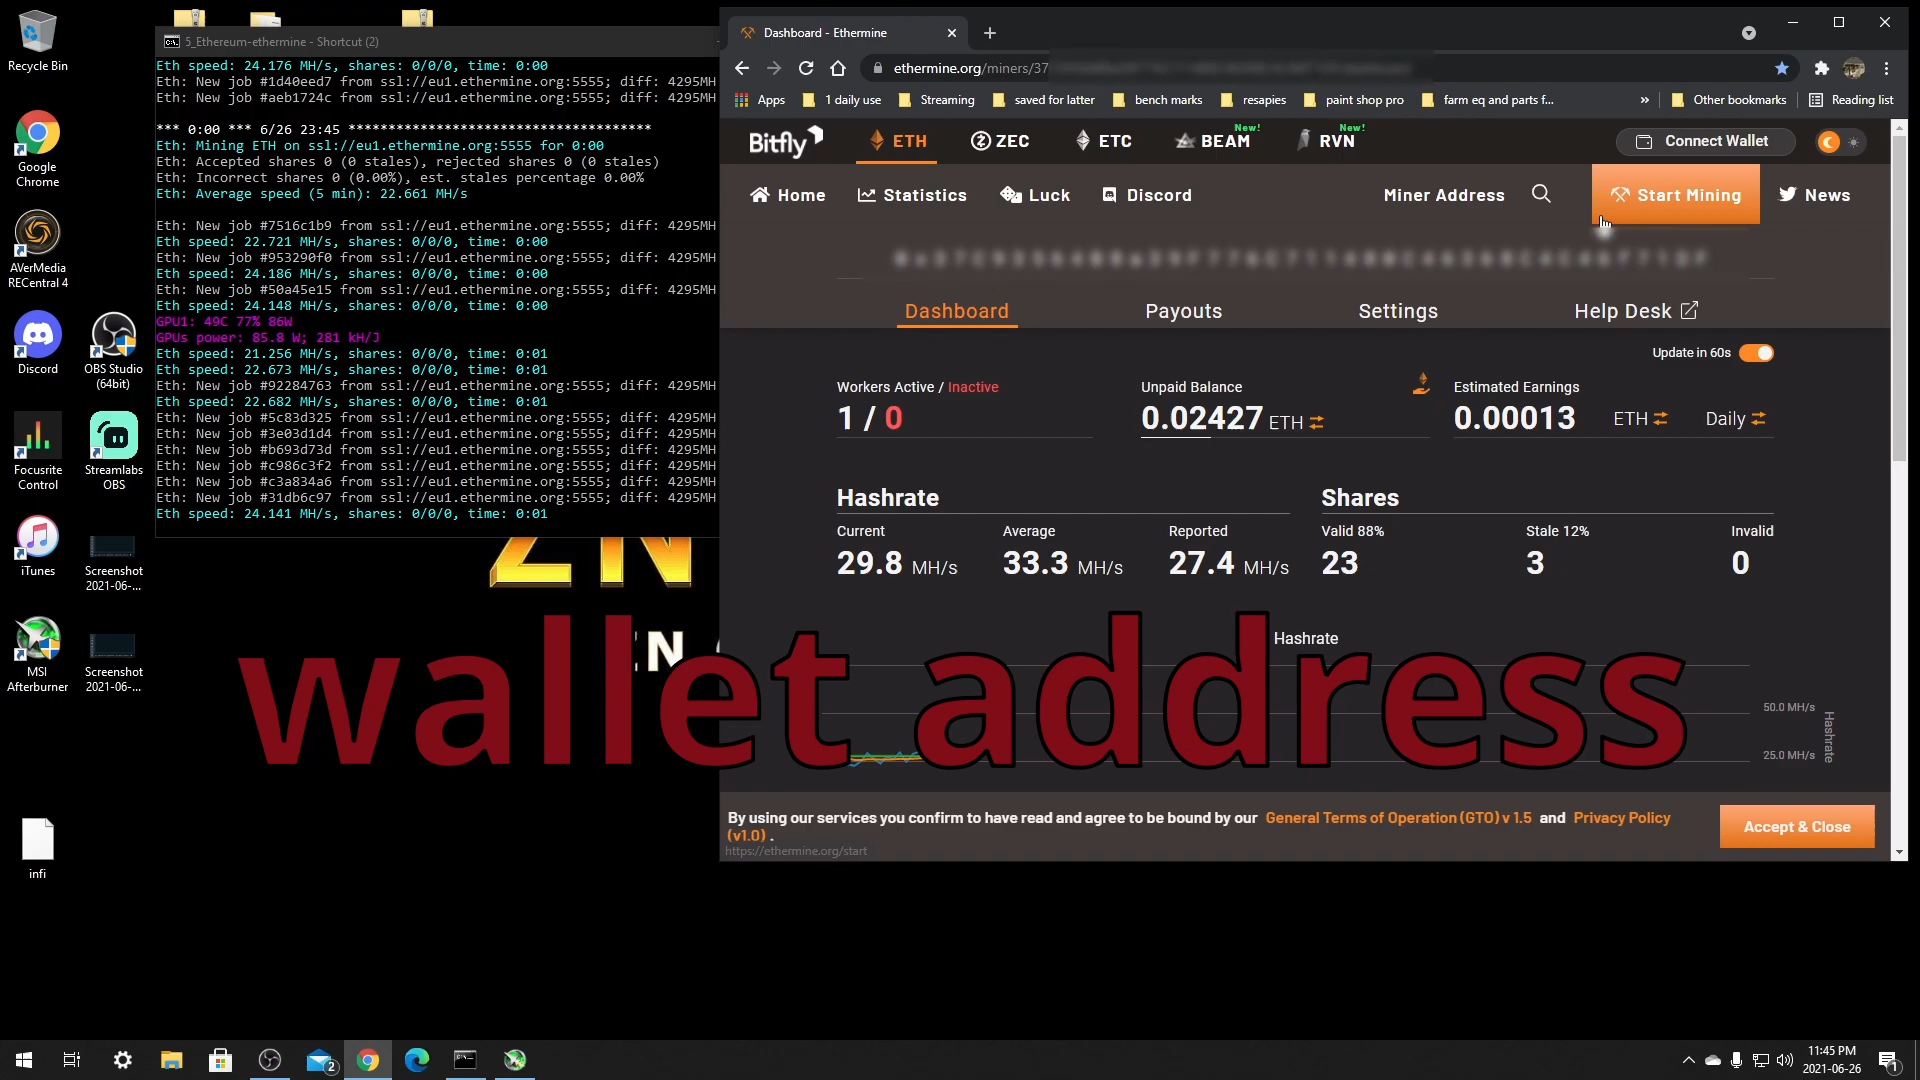 Recycle Bin
Google
Chrome
AVerMedia
RECentral 4
Discord
OBS Studio
(64bit)
Focusrite
Control
Streamlabs
OBS
iTunes
Screenshot
2021-06-...
MSI
Afterburner
Screenshot
2021-06-...
infi
5_Ethereum-ethermine - Shortcut (2)
Eth speed: 24.176 MH/s, shares: 0/0/0, time: 0:00
Eth: New job #1d40eed7 from ssl://eu1.ethermine.org:5555; diff: 4295MH
Eth: New job #aeb1724c from ssl://eu1.ethermine.org:5555; diff: 4295MH
*** 0:00 *** 6/26 23:45 **************************************
Eth: Mining ETH on ssl://eu1.ethermine.org:5555 for 0:00
Eth: Accepted shares 0 (0 stales), rejected shares 0 (0 stales)
Eth: Incorrect shares 0 (0.00%), est. stales percentage 0.00%
Eth: Average speed (5 min): 22.661 MH/s
Eth: New job #7516c1b9 from ssl://eu1.ethermine.org:5555; diff: 4295MH
Eth speed: 22.721 MH/s, shares: 0/0/0, time: 0:00
Eth: New job #953290f0 from ssl://eu1.ethermine.org:5555; diff: 4295MH
Eth speed: 24.186 MH/s, shares: 0/0/0, time: 0:00
Eth: New job #50a45e15 from ssl://eu1.ethermine.org:5555; diff: 4295MH
Eth speed: 24.148 MH/s, shares: 0/0/0, time: 0:00
GPU1: 49C 77% 86W
GPUs power: 85.8 W; 281 kH/J
Eth speed: 21.256 MH/s, shares: 0/0/0, time: 0:01
Eth speed: 22.673 MH/s, shares: 0/0/0, time: 0:01
Eth: New job #92284763 from ssl://eu1.ethermine.org:5555; diff: 4295MH
Eth speed: 22.682 MH/s, shares: 0/0/0, time: 0:01
Eth: New job #5c83d325 from ssl://eu1.ethermine.org:5555; diff: 4295MH
Eth: New job #3e03d1d4 from ssl://eu1.ethermine.org:5555; diff: 4295MH
Eth: New job #b693d73d from ssl://eu1.ethermine.org:5555; diff: 4295MH
Eth: New job #c986c3f2 from ssl://eu1.ethermine.org:5555; diff: 4295MH
Eth: New job #c3a834a6 from ssl://eu1.ethermine.org:5555; diff: 4295MH
Eth: New job #31db6c97 from ssl://eu1.ethermine.org:5555; diff: 4295MH
Eth speed: 24.141 MH/s, shares: 0/0/0, time: 0:01
Dashboard - Ethermine
ethermine.org/miners/37
Apps 1 daily use Streaming saved for latter bench marks resapies paint shop pro farm eq and parts f... » Other bookmarks Reading list
Bitfly ETH ZEC ETC BEAM New! RVN New! Connect Wallet
Home Statistics Luck Discord Miner Address Start Mining News
Dashboard Payouts Settings Help Desk
Update in 60s
Workers Active / Inactive Unpaid Balance Estimated Earnings
1 / 0 0.02427 ETH 0.00013 ETH Daily
Hashrate Shares
Current Average Reported Valid 88% Stale 12% Invalid
29.8 MH/s 33.3 MH/s 27.4 MH/s 23 3 0
Hashrate
50.0 MH/s
25.0 MH/s
Hashrate
wallet address
By using our services you confirm to have read and agree to be bound by our General Terms of Operation (GTO) v 1.5 and Privacy Policy
(v1.0) .
Accept & Close
https://ethermine.org/start
ZN
N
2
11:45 PM
2021-06-26
1